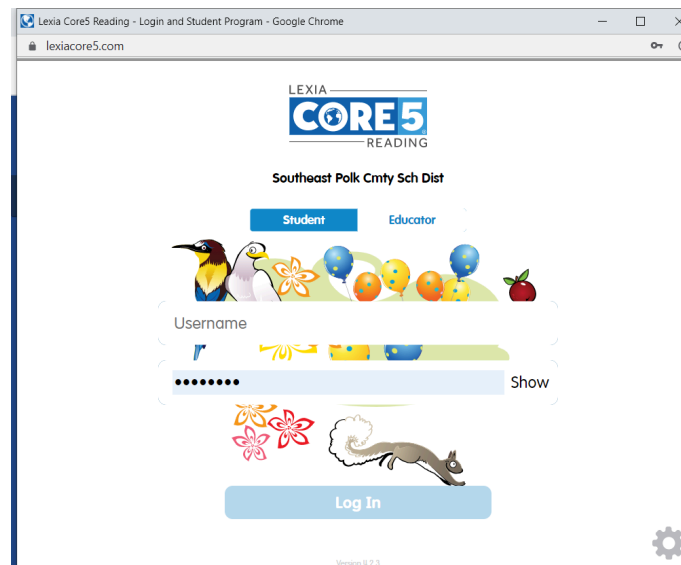 Lexia Core5 Reading - Login and Student Program - Google Chrome
lexiacore5.com
LEXIA
CORE5
READING
Southeast Polk Cmty Sch Dist
Student Educator
Username
•••••••• Show
Log In